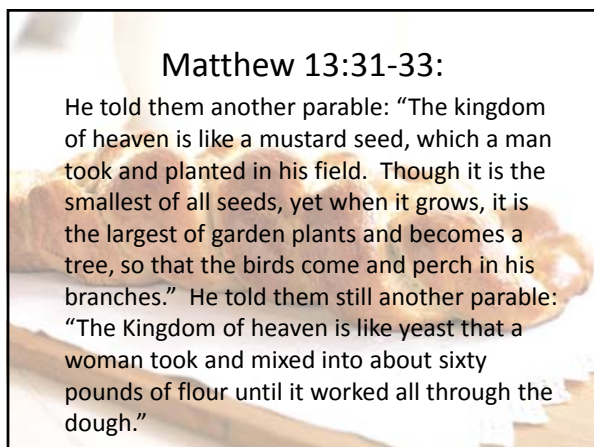 Matthew 13:31-33:
He told them another parable: “The kingdom
of heaven is like a mustard seed, which a man
took and planted in his field.  Though it is the
smallest of all seeds, yet when it grows, it is
the largest of garden plants and becomes a
tree, so that the birds come and perch in his
branches.”  He told them still another parable:
“The Kingdom of heaven is like yeast that a
woman took and mixed into about sixty
pounds of flour until it worked all through the
dough.”